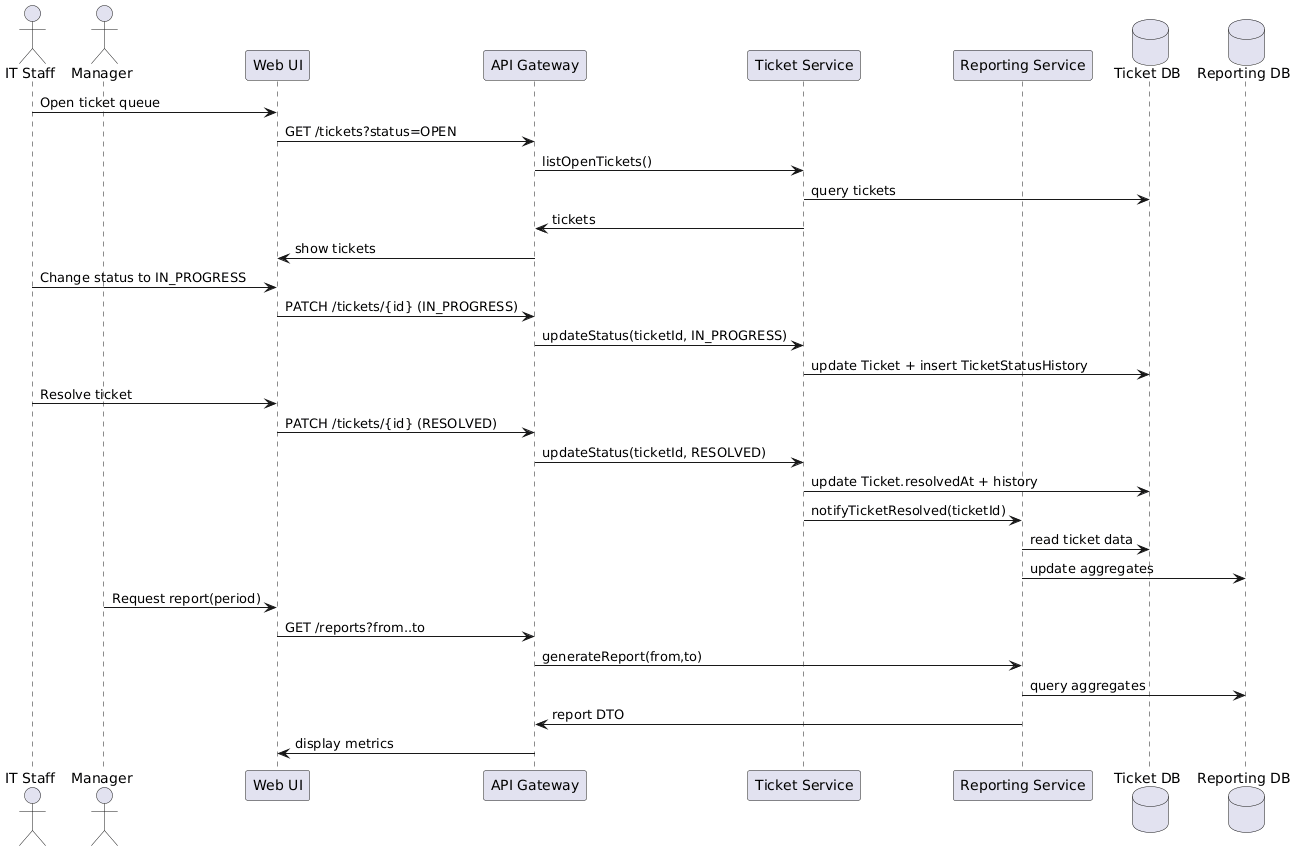 IT Staff
Manager
Web UI
API Gateway
Ticket Service
Reporting Service
Ticket DB
Reporting DB
Open ticket queue
GET /tickets?status=OPEN
listOpenTickets()
query tickets
tickets
show tickets
Change status to IN_PROGRESS
PATCH /tickets/{id} (IN_PROGRESS)
updateStatus(ticketId, IN_PROGRESS)
update Ticket + insert TicketStatusHistory
Resolve ticket
PATCH /tickets/{id} (RESOLVED)
updateStatus(ticketId, RESOLVED)
update Ticket.resolvedAt + history
notifyTicketResolved(ticketId)
read ticket data
update aggregates
Request report(period)
GET /reports?from..to
generateReport(from,to)
query aggregates
report DTO
display metrics
IT Staff
Manager
Web UI
API Gateway
Ticket Service
Reporting Service
Ticket DB
Reporting DB